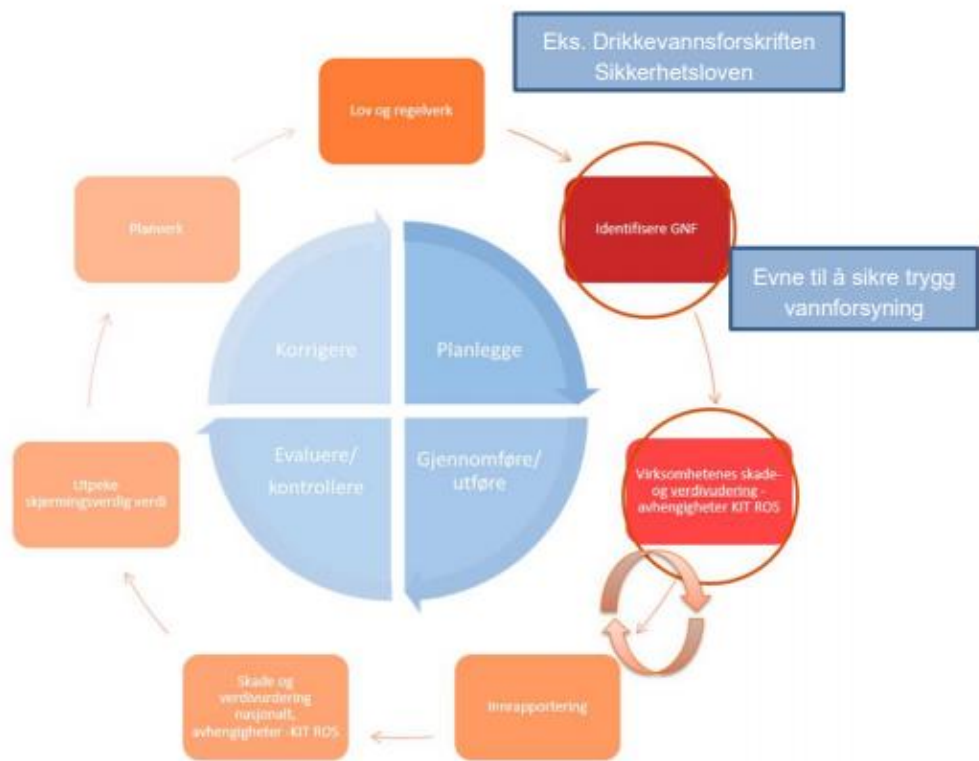 Eks. Drikkevannsforskriften
Sikkerhetsloven
Lov og regelverk
Planverk
Identifisere GNF
Evne til å sikre trygg
vannforsyning
Korrigere
Planlegge
Evaluere/
kontrollere
Gjennomføre/
utføre
Virksomhetenes skade-
og verdivudering -
avhengigheter KIT ROS
Utpeke
skjermingsverdig verdi
Skade og
verdivurdering
nasjonalt,
avhengigheter -KIT ROS
Innrapportering